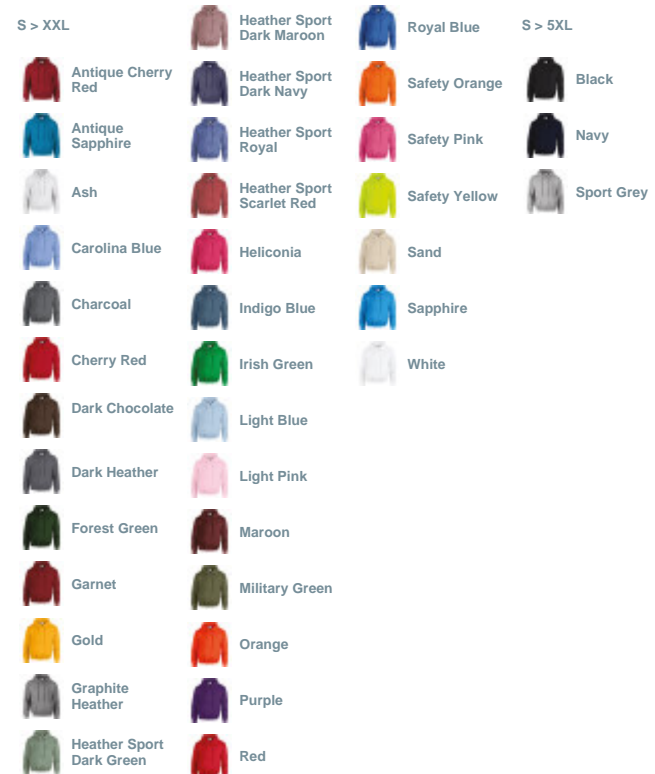 S > XXL
Antique Cherry
Red
Antique
Sapphire
Ash
Carolina Blue
Charcoal
Cherry Red
Dark Chocolate
Dark Heather
Forest Green
Garnet
Gold
Graphite
Heather
Heather Sport
Dark Green
Heather Sport
Dark Maroon
Heather Sport
Dark Navy
Heather Sport
Royal
Heather Sport
Scarlet Red
Heliconia
Indigo Blue
Irish Green
Light Blue
Light Pink
Maroon
Military Green
Orange
Purple
Red
Royal Blue
Safety Orange
Safety Pink
Safety Yellow
Sand
Sapphire
White
S > 5XL
Black
Navy
Sport Grey